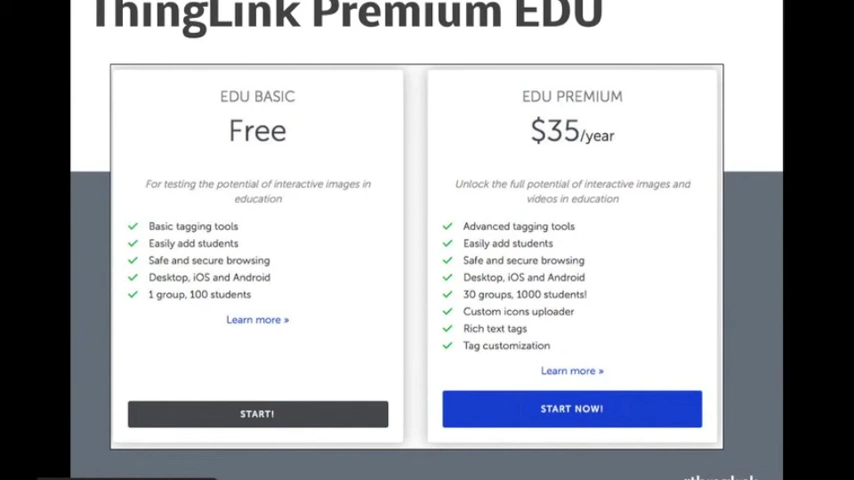 ThingLink Premium EDU
EDU BASIC
Free
For testing the potential of interactive images in
education
Basic tagging tools
Easily add students
Safe and secure browsing
Desktop, iOS and Android
1 group, 100 students
Learn more »
START!
EDU PREMIUM
$35/year
Unlock the full potential of interactive images and
videos in education
Advanced tagging tools
Easily add students
Safe and secure browsing
Desktop, iOS and Android
30 groups, 1000 students!
Custom icons uploader
Rich text tags
Tag customization
Learn more »
START NOW!